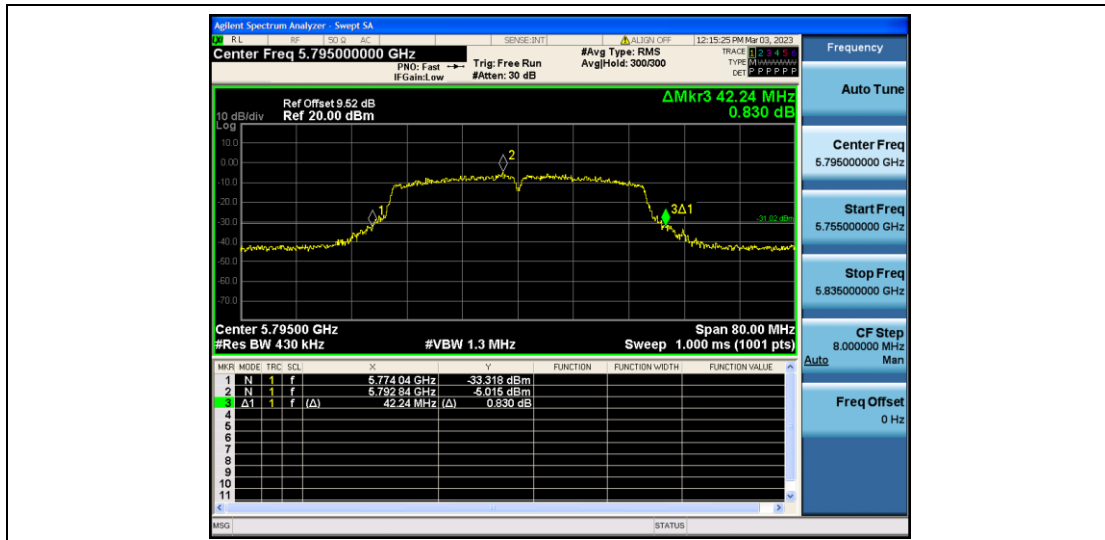 Agilent Spectrum Analyzer - Swept SA
RL RF 50 Ω AC SENSE:INT ALIGN OFF 12:15:25 PM Mar 03, 2023
Center Freq 5.795000000 GHz
PNO: Fast
IFGain:Low
Trig: Free Run
#Atten: 30 dB
#Avg Type: RMS
Avg|Hold: 300/300
TRACE 1 2 3 4 5 6
TYPE M
DET P P P P P P
ΔMkr3 42.24 MHz
0.830 dB
Ref Offset 9.52 dB
10 dB/div Ref 20.00 dBm
Log
10.0
0.00
-10.0
-20.0
-30.0
-40.0
-50.0
-60.0
-70.0
1
2
3Δ1
-31.02 dBm
Center 5.79500 GHz Span 80.00 MHz
#Res BW 430 kHz #VBW 1.3 MHz Sweep 1.000 ms (1001 pts)
MKR MODE TRC SCL X Y FUNCTION FUNCTION WIDTH FUNCTION VALUE
1 N 1 f 5.774 04 GHz -33.318 dBm
2 N 1 f 5.792 84 GHz -5.015 dBm
3 Δ1 1 f (Δ) 42.24 MHz (Δ) 0.830 dB
4
5
6
7
8
9
10
11
MSG STATUS
Frequency
Auto Tune
Center Freq
5.795000000 GHz
Start Freq
5.755000000 GHz
Stop Freq
5.835000000 GHz
CF Step
8.000000 MHz
Auto Man
Freq Offset
0 Hz